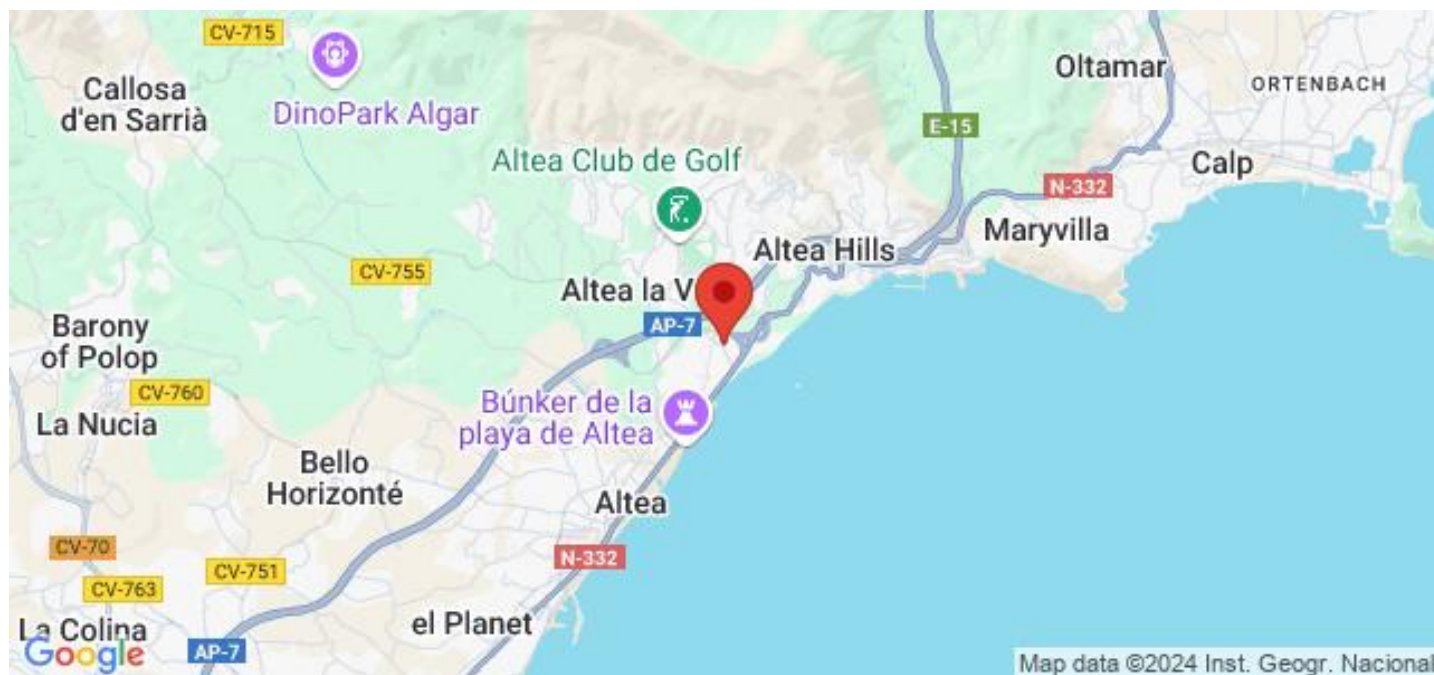 CV-715
Callosa
d'en Sarrià
DinoPark Algar
Oltamar
ORTENBACH
E-15
Altea Club de Golf
Calp
N-332
Maryvilla
Altea Hills
CV-755
Altea la V
AP-7
Barony
of Polop
CV-760
La Nucia
Búnker de la
playa de Altea
Bello
Horizonté
Altea
CV-70
N-332
CV-751
CV-763
el Planet
La Colina
AP-7
Google
Map data ©2024 Inst. Geogr. Nacional